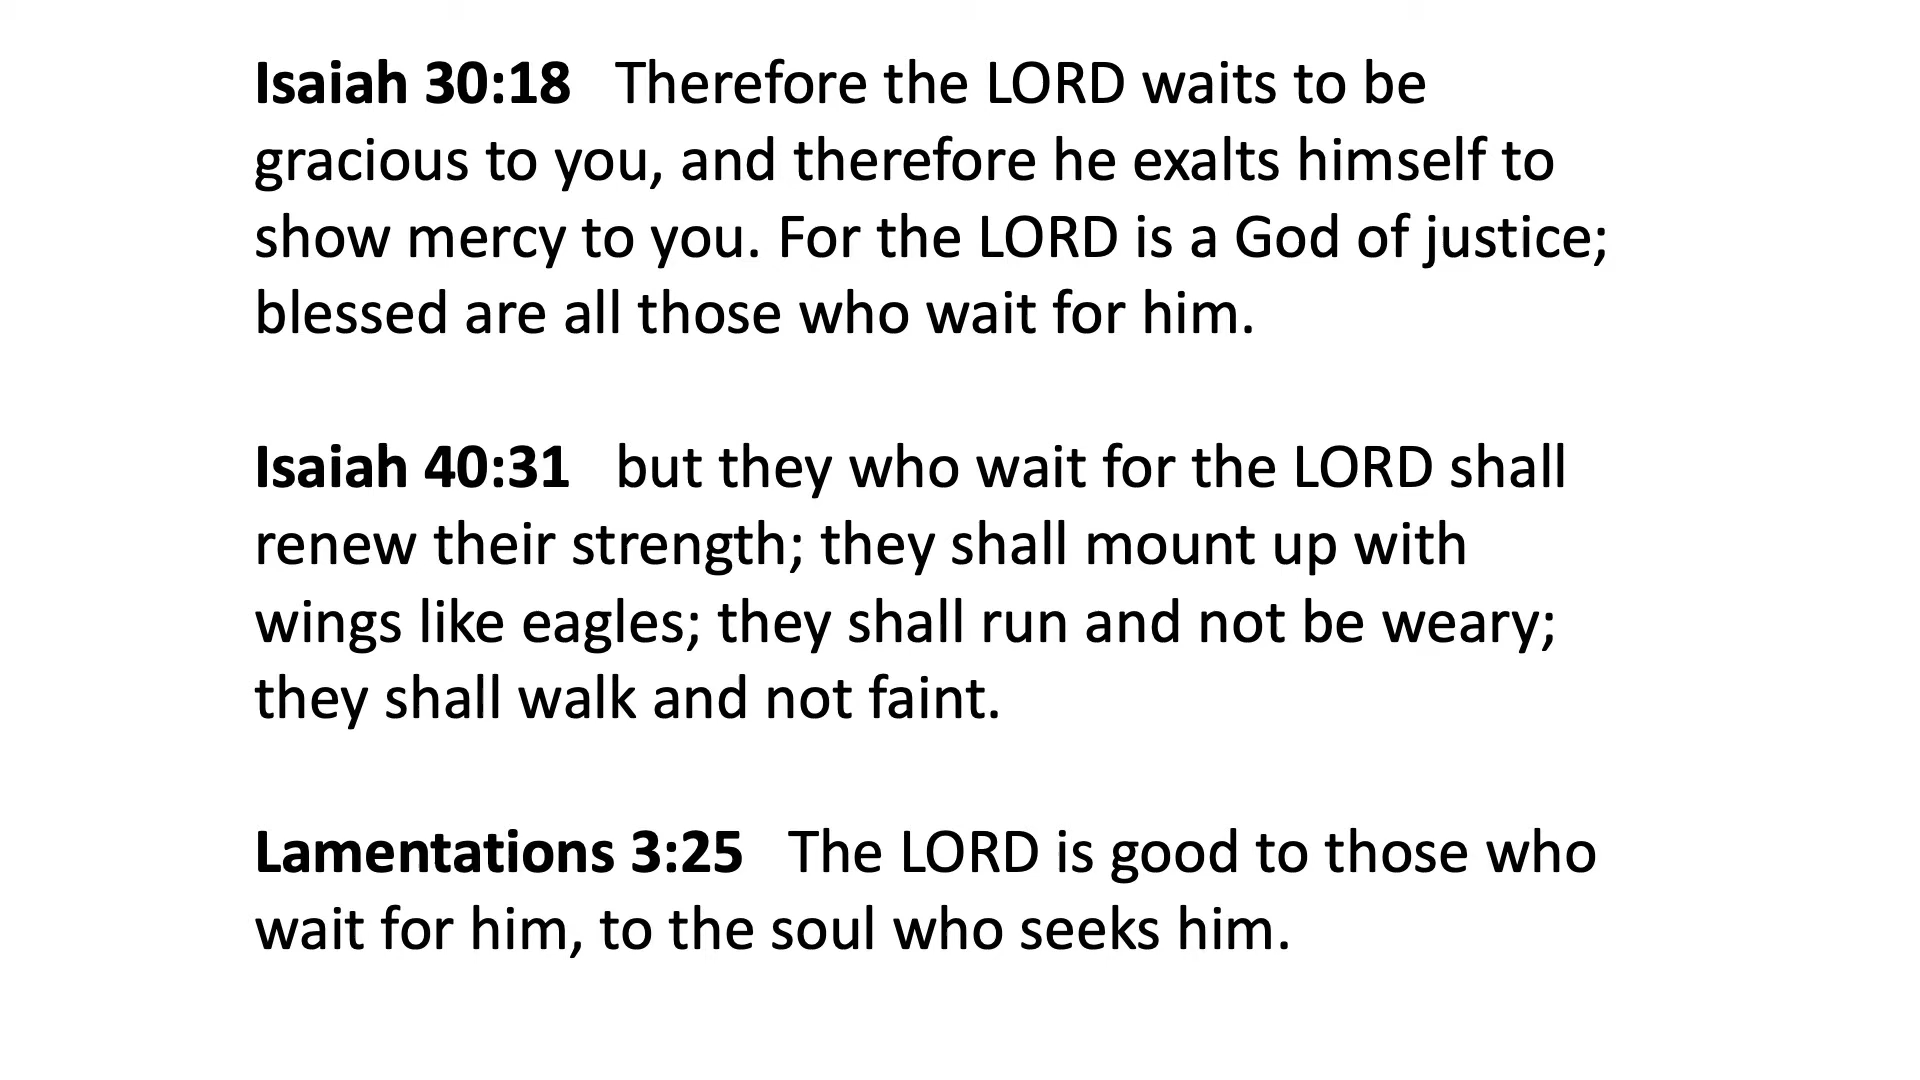 Isaiah 30:18   Therefore the LORD waits to be
gracious to you, and therefore he exalts himself to
show mercy to you. For the LORD is a God of justice;
blessed are all those who wait for him.
Isaiah 40:31   but they who wait for the LORD shall
renew their strength; they shall mount up with
wings like eagles; they shall run and not be weary;
they shall walk and not faint.
Lamentations 3:25   The LORD is good to those who
wait for him, to the soul who seeks him.